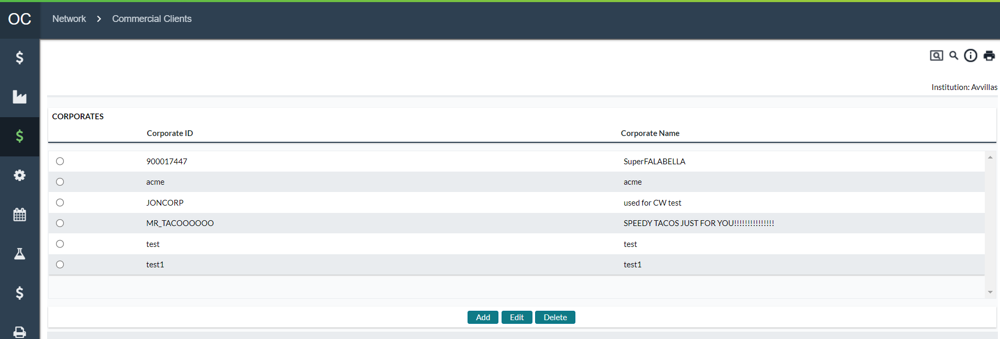 OC Network Commercial Clients
Institution: Avvillas
CORPORATES
Corporate ID Corporate Name
900017447 SuperFALABELLA
acme acme
JONCORP used for CW test
MR_TACOOOOOO SPEEDY TACOS JUST FOR YOU!!!!!!!!!!!!!!!
test test
test1 test1
Add Edit Delete